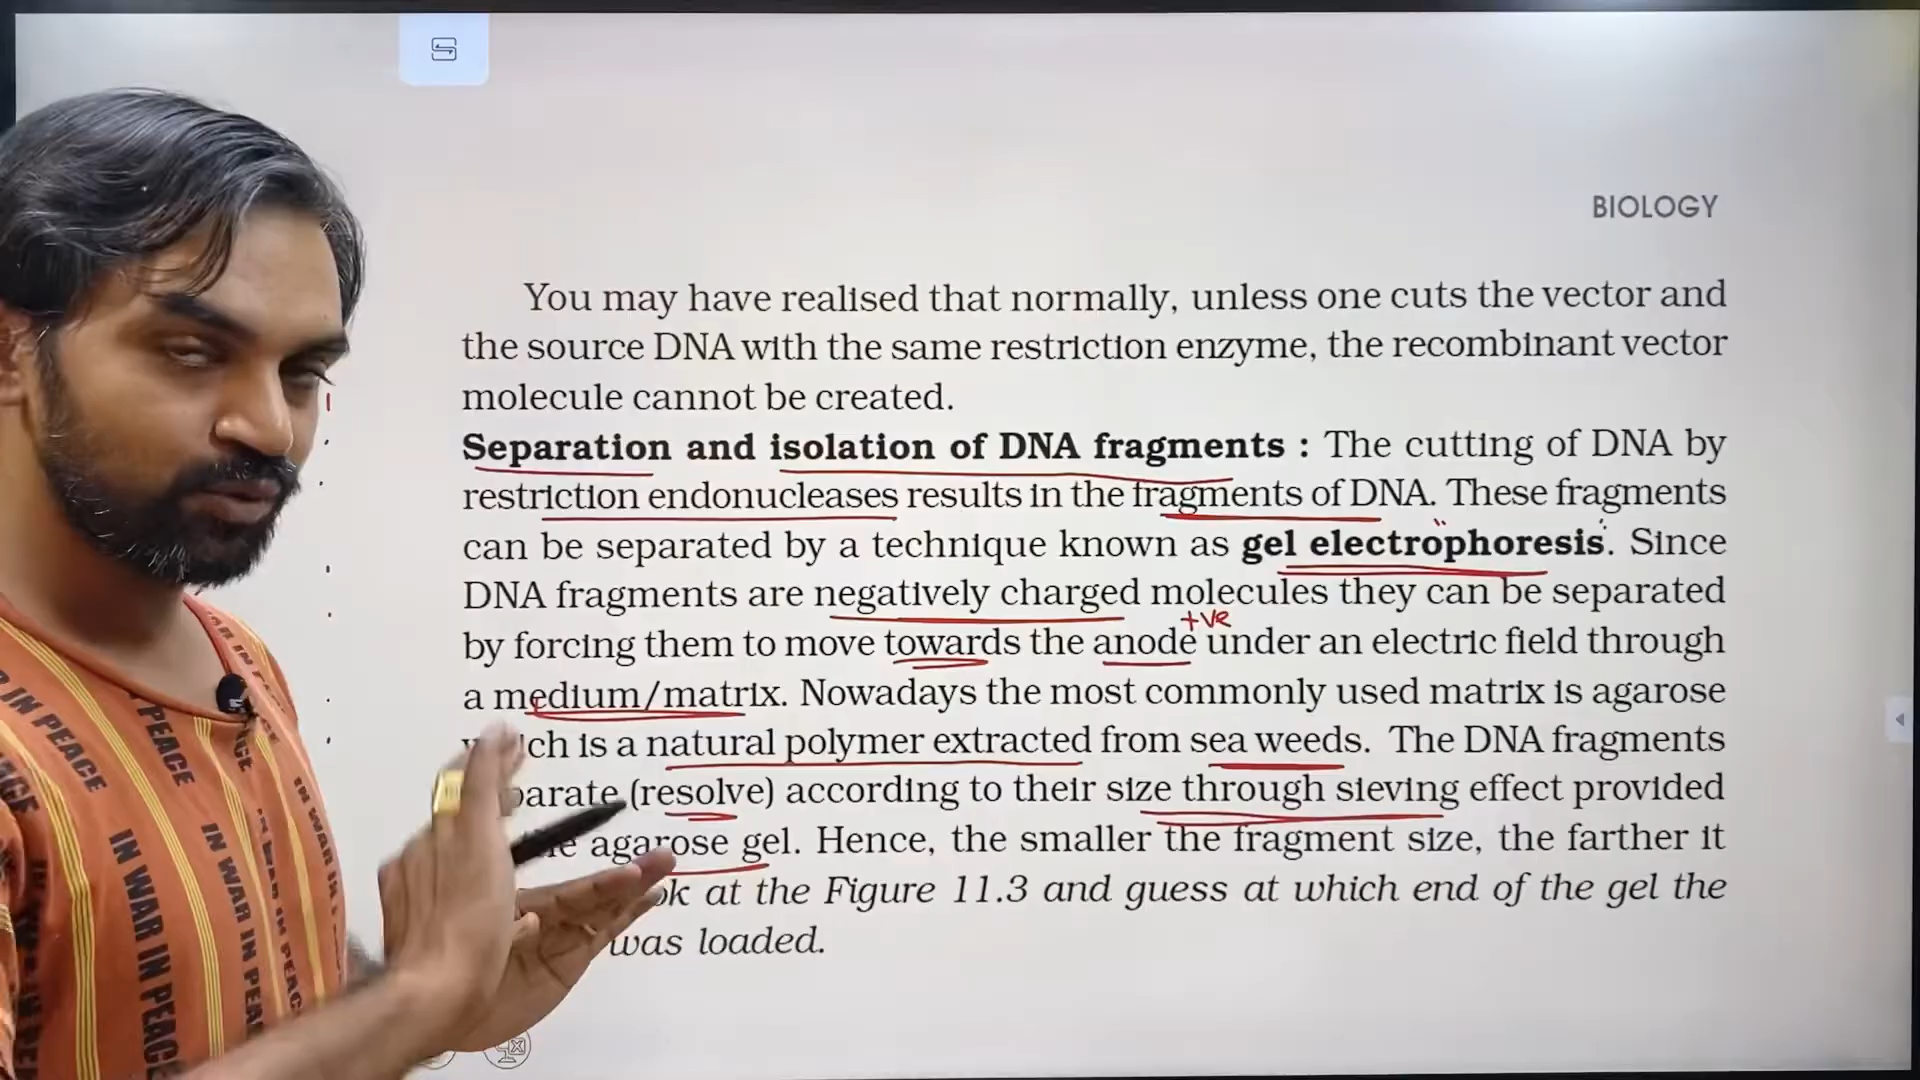 BIOLOGY
You may have realised that normally, unless one cuts the vector and
the source DNA with the same restriction enzyme, the recombinant vector
molecule cannot be created.
Separation and isolation of DNA fragments : The cutting of DNA by
restriction endonucleases results in the fragments of DNA. These fragments
can be separated by a technique known as gel electrophoresis. Since
DNA fragments are negatively charged molecules they can be separated
+ve
by forcing them to move towards the anode under an electric field through
a medium/matrix. Nowadays the most commonly used matrix is agarose
is a natural polymer extracted from sea weeds. The DNA fragments
(resolve) according to their size through sieving effect provided
agarose gel. Hence, the smaller the fragment size, the farther it
at the Figure 11.3 and guess at which end of the gel the
was loaded.
IN WAR IN PEACE
IN WAR IN PEACE